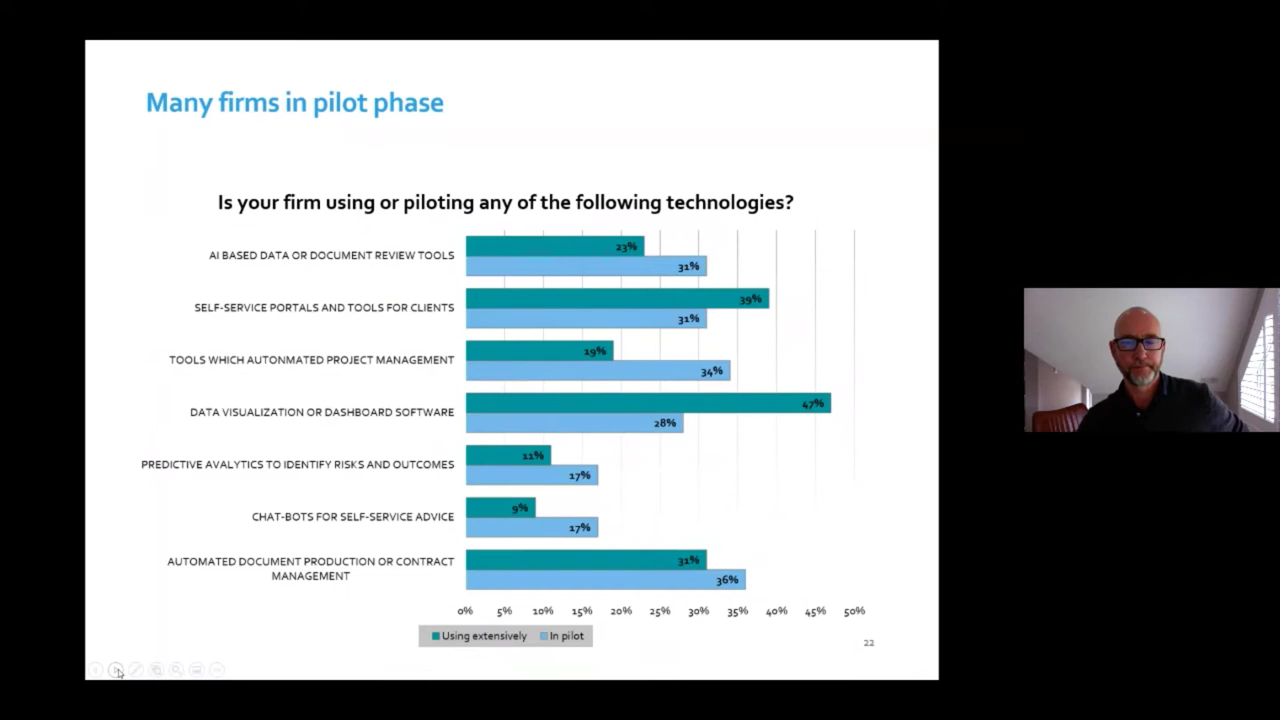 Many firms in pilot phase
Is your firm using or piloting any of the following technologies?
AI BASED DATA OR DOCUMENT REVIEW TOOLS
23%
31%
SELF-SERVICE PORTALS AND TOOLS FOR CLIENTS
39%
31%
TOOLS WHICH AUTONMATED PROJECT MANAGEMENT
19%
34%
DATA VISUALIZATION OR DASHBOARD SOFTWARE
47%
28%
PREDICTIVE AVALYTICS TO IDENTIFY RISKS AND OUTCOMES
11%
17%
CHAT-BOTS FOR SELF-SERVICE ADVICE
9%
17%
AUTOMATED DOCUMENT PRODUCTION OR CONTRACT
MANAGEMENT
31%
36%
0% 5% 10% 15% 20% 25% 30% 35% 40% 45% 50%
Using extensively In pilot
22